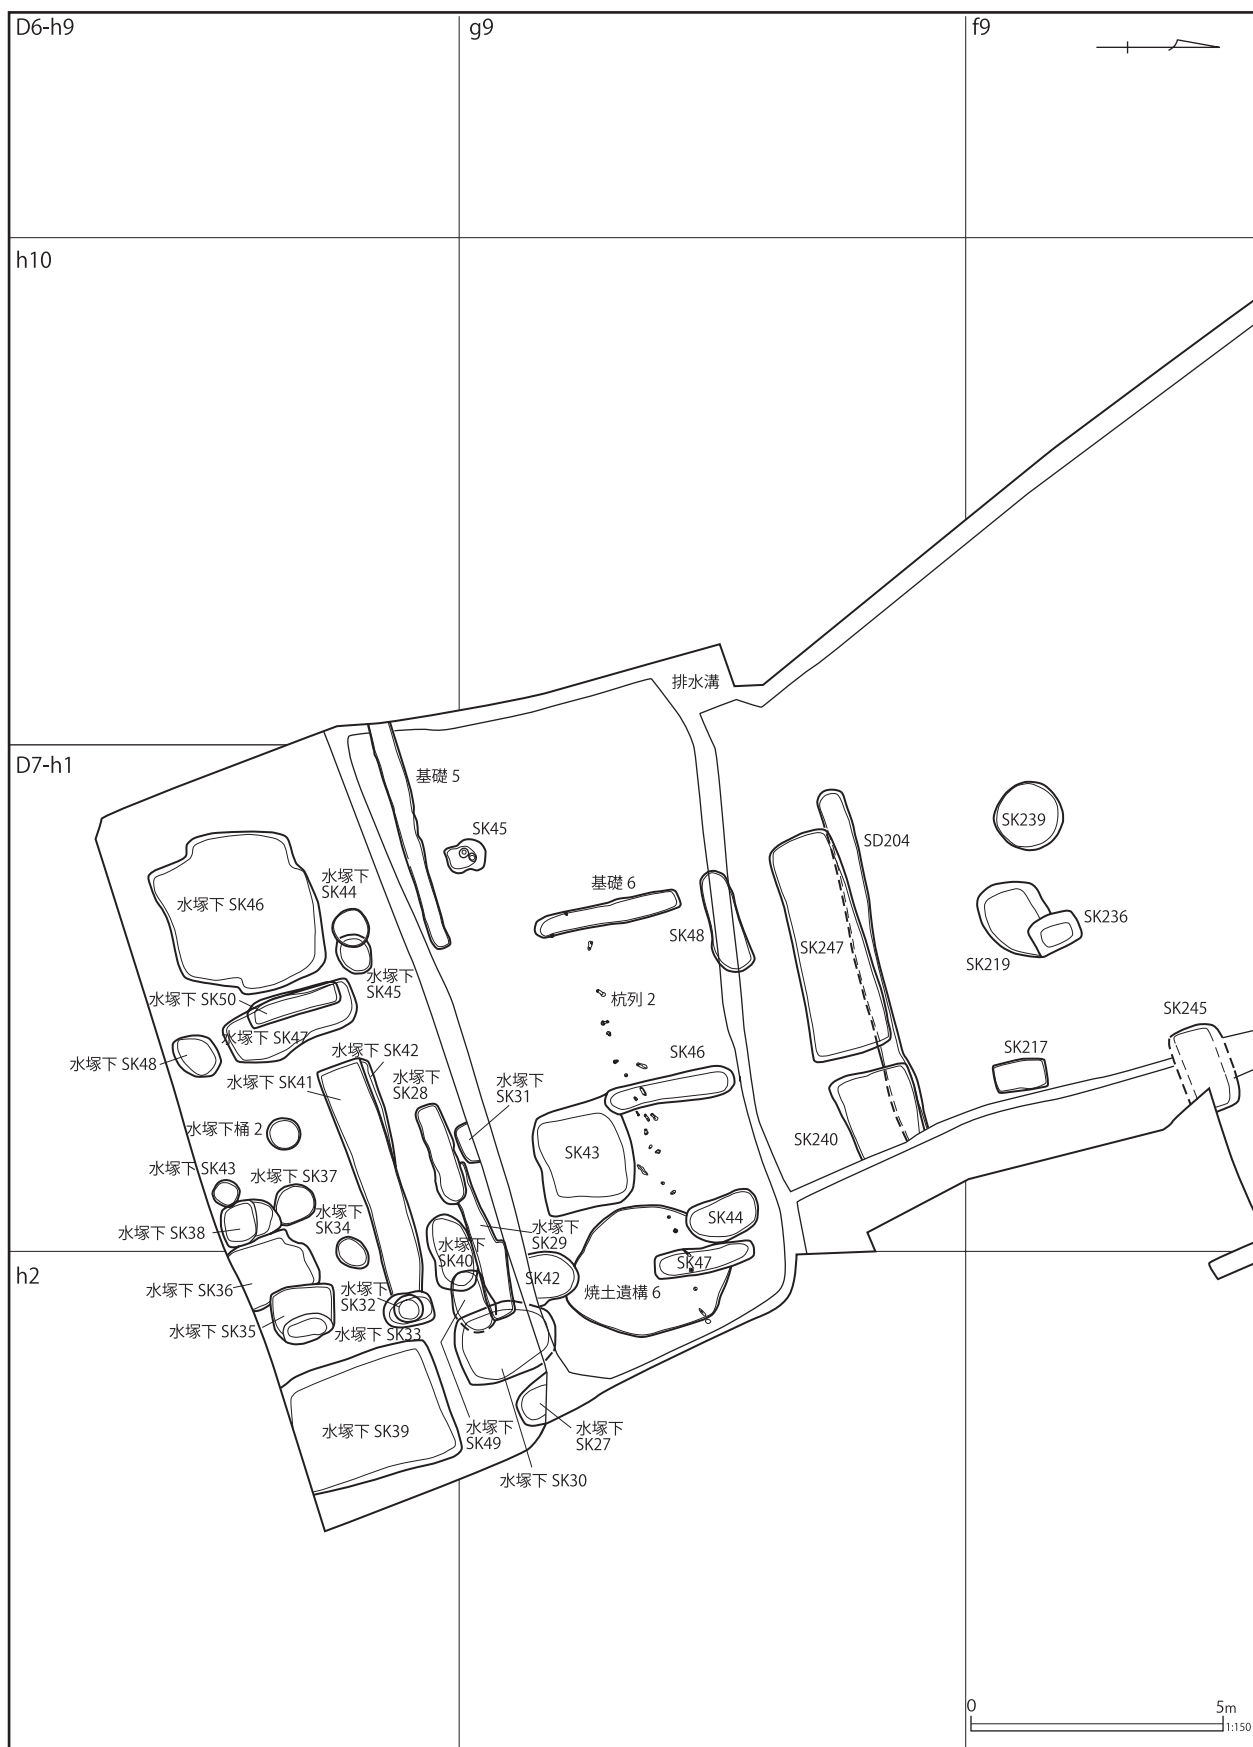 D6-h9
g9
f9
h10
排水溝
D7-h1
基礎 5
SK45
SK239
SD204
水塚下
SK44
基礎 6
水塚下 SK46
SK236
SK48
SK247
SK219
水塚下
SK45
水塚下 SK50
杭列 2
SK245
水塚下 SK47
水塚下 SK42
SK46
SK217
水塚下 SK48
水塚下 SK41
水塚下
SK28
水塚下
SK31
水塚下桶 2
SK240
SK43
水塚下 SK43
水塚下 SK37
水塚下
SK34
SK44
水塚下 SK38
水塚下
SK29
水塚下
SK40
SK47
h2
SK42
水塚下 SK36
焼土遺構 6
水塚下
SK32
水塚下 SK35
水塚下 SK33
水塚下 SK39
水塚下
SK49
水塚下
SK27
水塚下 SK30
0
5m
1:150